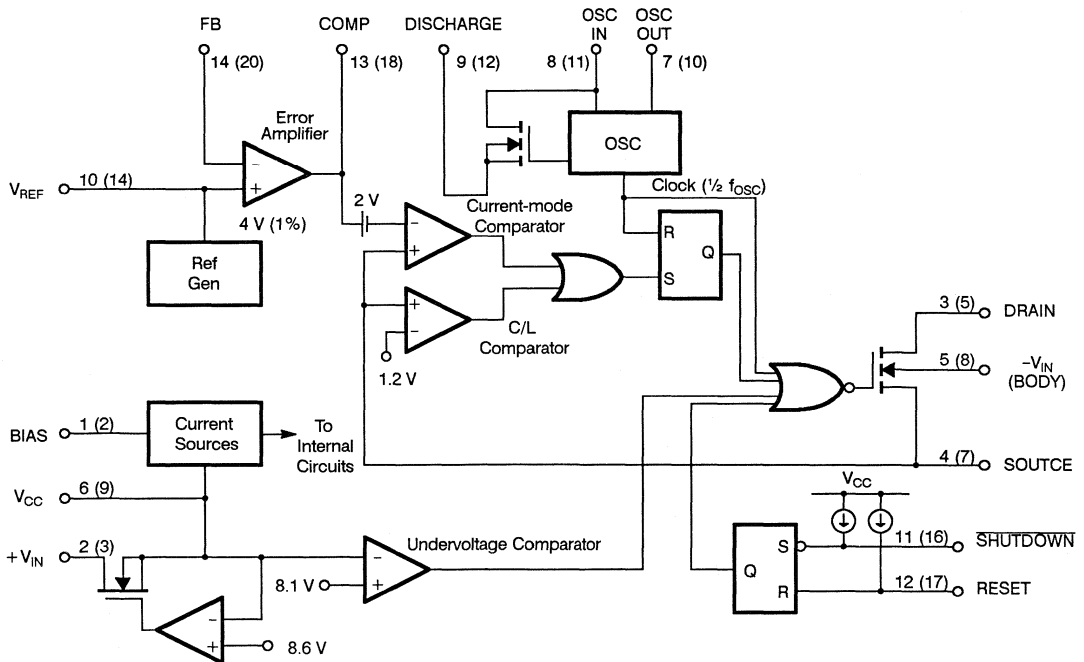 FB
COMP
DISCHARGE
OSC
IN
OSC
OUT
14 (20)
13 (18)
9 (12)
8 (11)
7 (10)
Error
Amplifier
-
+
OSC
VREF
10 (14)
4 V (1%)
2 V
Current-mode
Comparator
Clock (½ fOSC)
Ref
Gen
-
+
R
Q
S
+
-
C/L
Comparator
1.2 V
3 (5)
DRAIN
5 (8)
-VIN
(BODY)
BIAS
1 (2)
Current
Sources
To
Internal
Circuits
4 (7)
SOUTCE
VCC
6 (9)
VCC
+VIN
2 (3)
Undervoltage Comparator
-
+
8.1 V
S
Q
R
11 (16)
SHUTDOWN
12 (17)
RESET
-
+
8.6 V